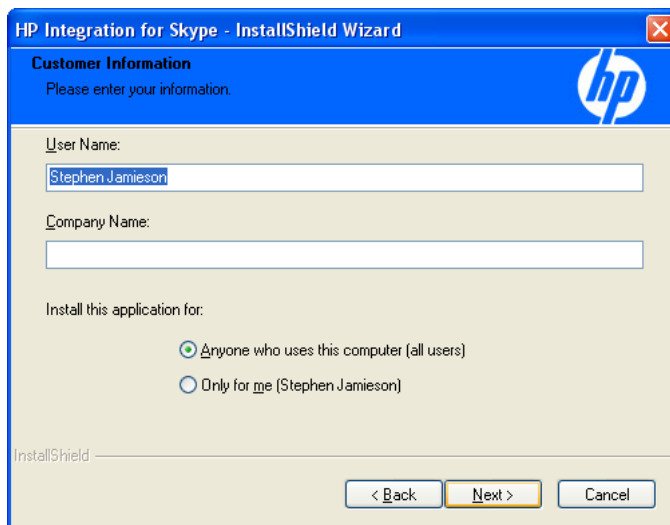 HP Integration for Skype - InstallShield Wizard
Customer Information
Please enter your information.
hp
User Name:
Stephen Jamieson
Company Name:
Install this application for:
Anyone who uses this computer (all users)
Only for me (Stephen Jamieson)
InstallShield
< Back Next > Cancel